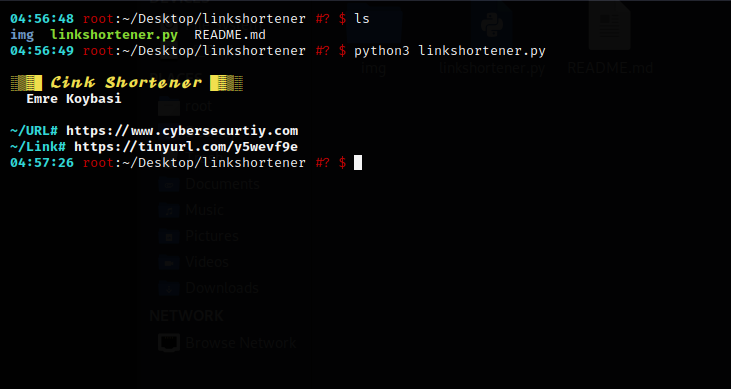 04:56:48 root:~/Desktop/linkshortener #? $ ls
img linkshortener.py README.md
04:56:49 root:~/Desktop/linkshortener #? $ python3 linkshortener.py
img linkshortener.py README.md
░▒▓█ Link Shortener █▓▒░
Emre Koybasi
root
~/URL# https://www.cybersecurtiy.com
~/Link# https://tinyurl.com/y5wevf9e
04:57:26 root:~/Desktop/linkshortener #? $
Documents
Music
Pictures
Videos
Downloads
NETWORK
Browse Network